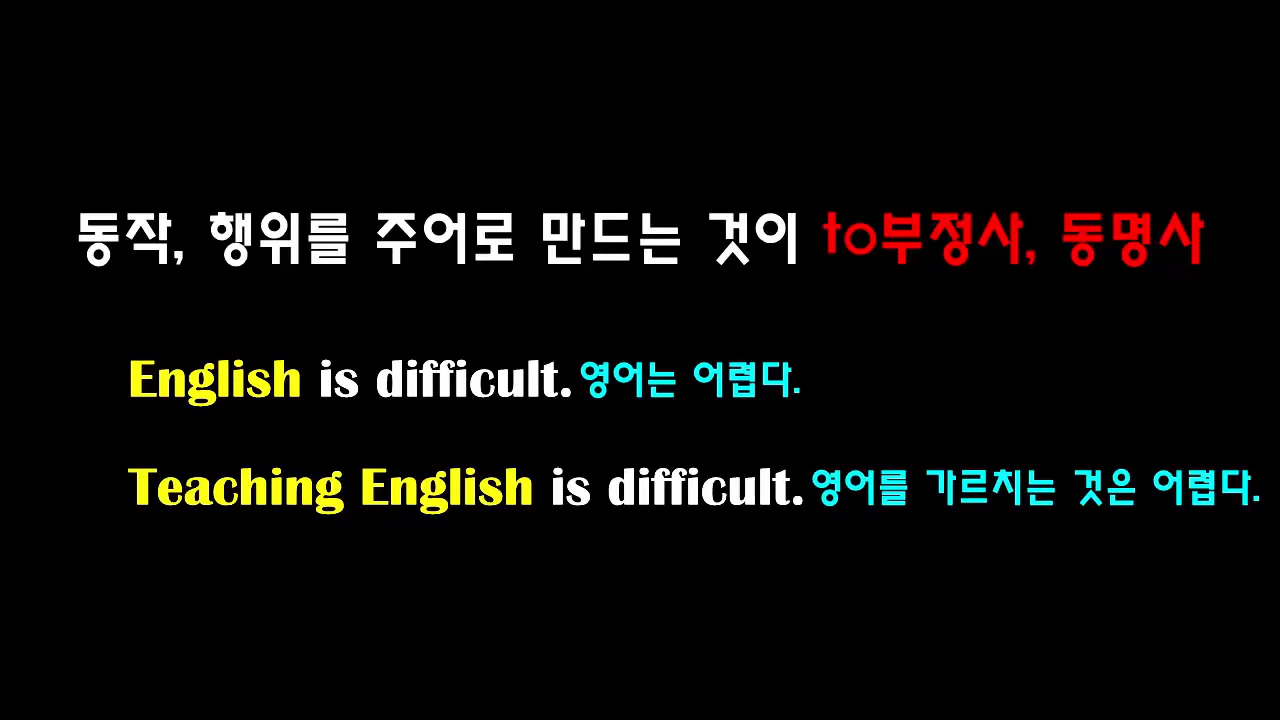 동작, 행위를 주어로 만드는 것이 to부정사, 동명사
English is difficult. 영어는 어렵다.
Teaching English is difficult. 영어를 가르치는 것은 어렵다.